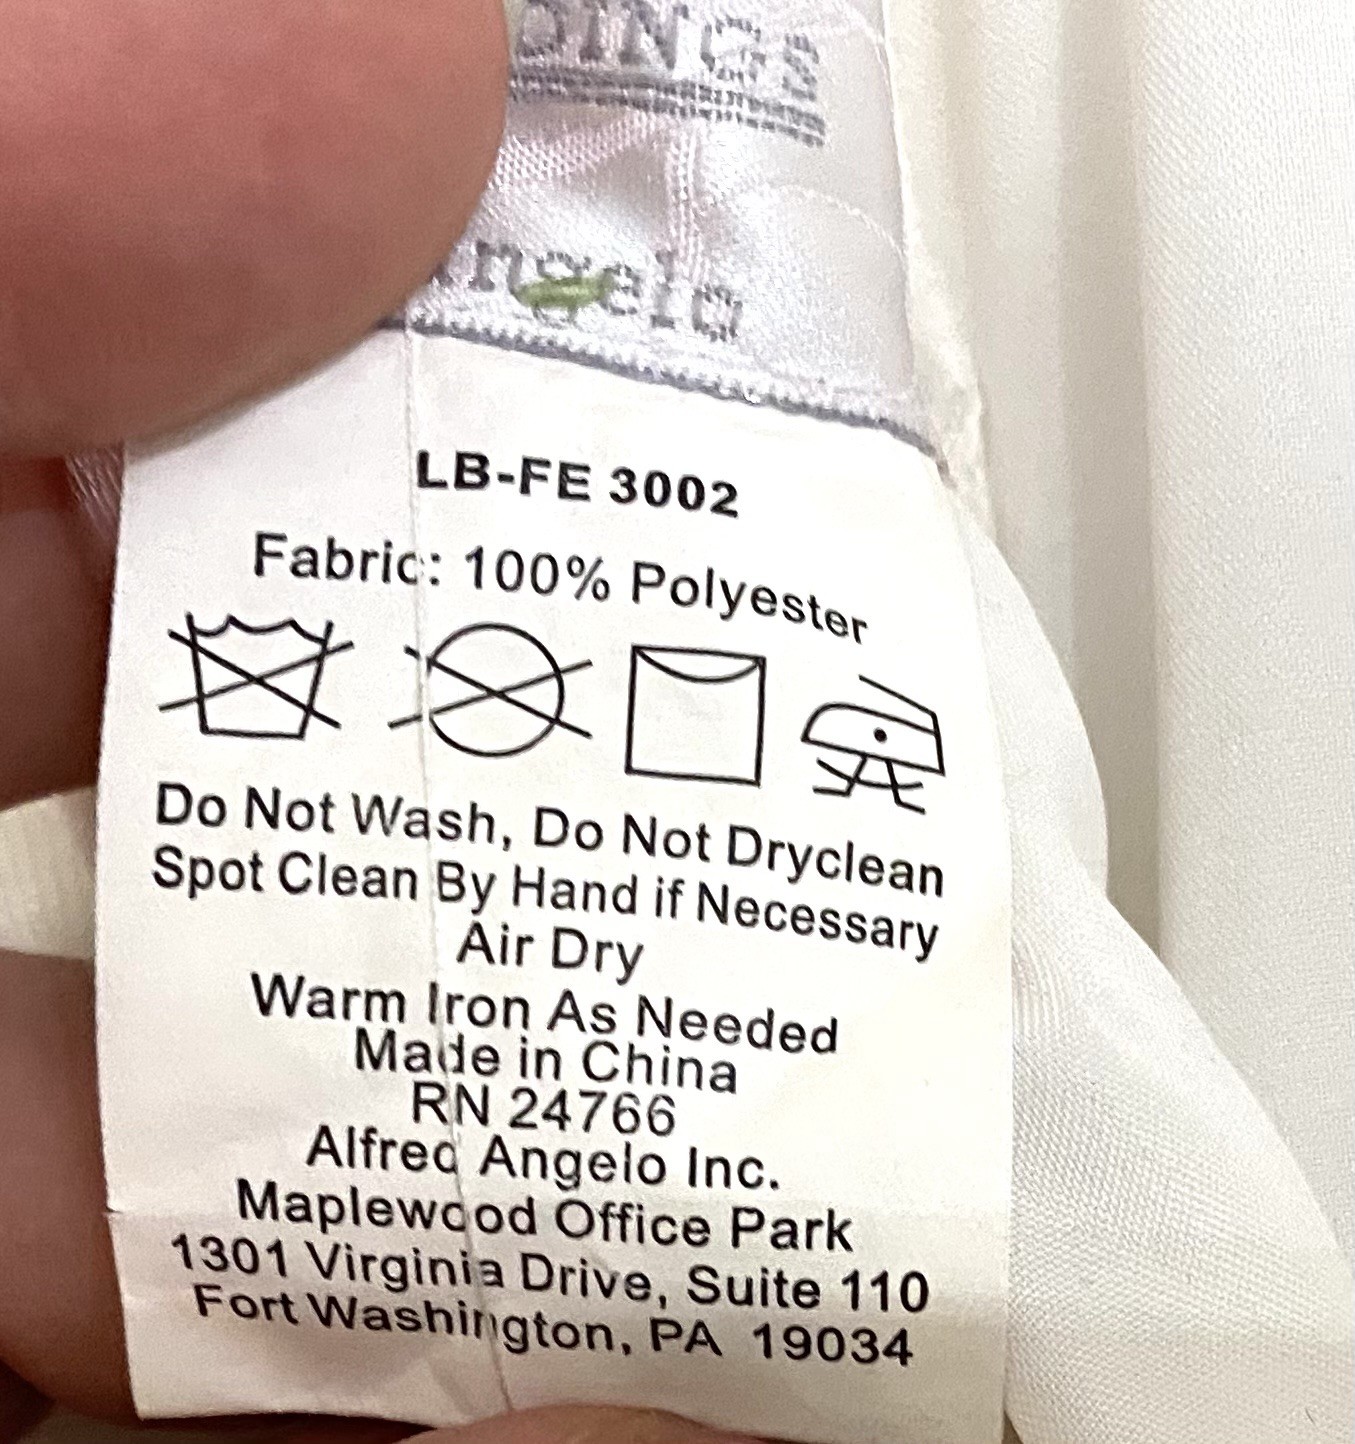 LB-FE 3002
Fabric: 100% Polyester
Do Not Wash, Do Not Dryclean
Spot Clean By Hand if Necessary
Air Dry
Warm Iron As Needed
Made in China
RN 24766
Alfred Angelo Inc.
Maplewood Office Park
1301 Virginia Drive, Suite 110
Fort Washington, PA 19034